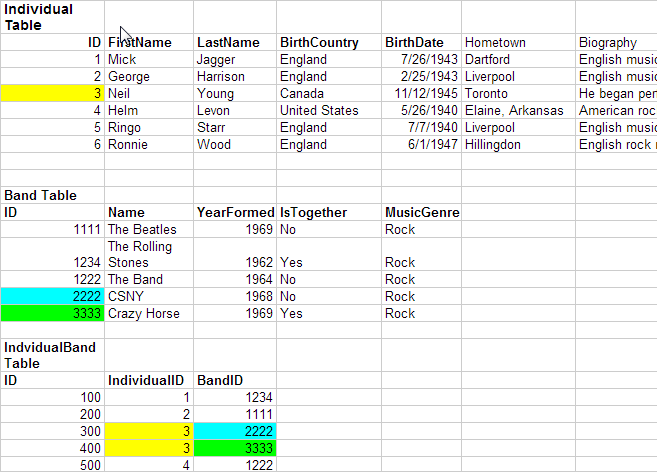 Individual
Table
ID FirstName LastName BirthCountry BirthDate Hometown Biography
1 Mick Jagger England 7/26/1943 Dartford English music
2 George Harrison England 2/25/1943 Liverpool English music
3 Neil Young Canada 11/12/1945 Toronto He began per
4 Helm Levon United States 5/26/1940 Elaine, Arkansas American roc
5 Ringo Starr England 7/7/1940 Liverpool English music
6 Ronnie Wood England 6/1/1947 Hillingdon English rock
Band Table
ID Name YearFormed IsTogether MusicGenre
1111 The Beatles 1969 No Rock
The Rolling
1234 Stones 1962 Yes Rock
1222 The Band 1964 No Rock
2222 CSNY 1968 No Rock
3333 Crazy Horse 1969 Yes Rock
IndvidualBand
Table
ID IndividualID BandID
100 1 1234
200 2 1111
300 3 2222
400 3 3333
500 4 1222